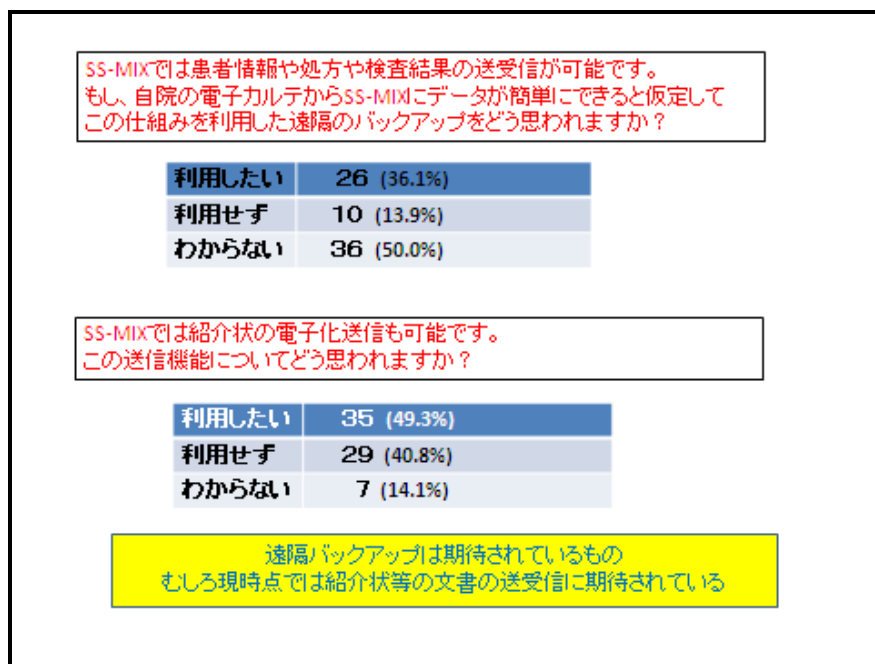 SS-MIXでは患者情報や処方や検査結果の送受信が可能です。
もし、自院の電子カルテからSS-MIXにデータが簡単にできると仮定して
この仕組みを利用した遠隔のバックアップをどう思われますか？
利用したい 26 (36.1%)
利用せず 10 (13.9%)
わからない 36 (50.0%)
SS-MIXでは紹介状の電子化送信も可能です。
この送信機能についてどう思われますか？
利用したい 35 (49.3%)
利用せず 29 (40.8%)
わからない 7 (14.1%)
遠隔バックアップは期待されているもの
むしろ現時点では紹介状等の文書の送受信に期待されている